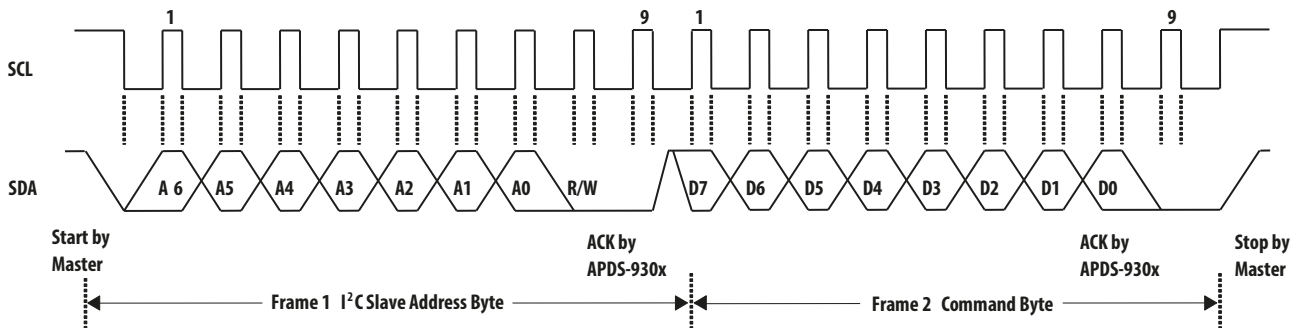 1 9 1 9
SCL
SDA A 6 A5 A4 A3 A2 A1 A0 R/W D7 D6 D5 D4 D3 D2 D1 D0
Start by Master
ACK by APDS-930x
ACK by APDS-930x
Stop by Master
Frame 1 I²C Slave Address Byte
Frame 2 Command Byte